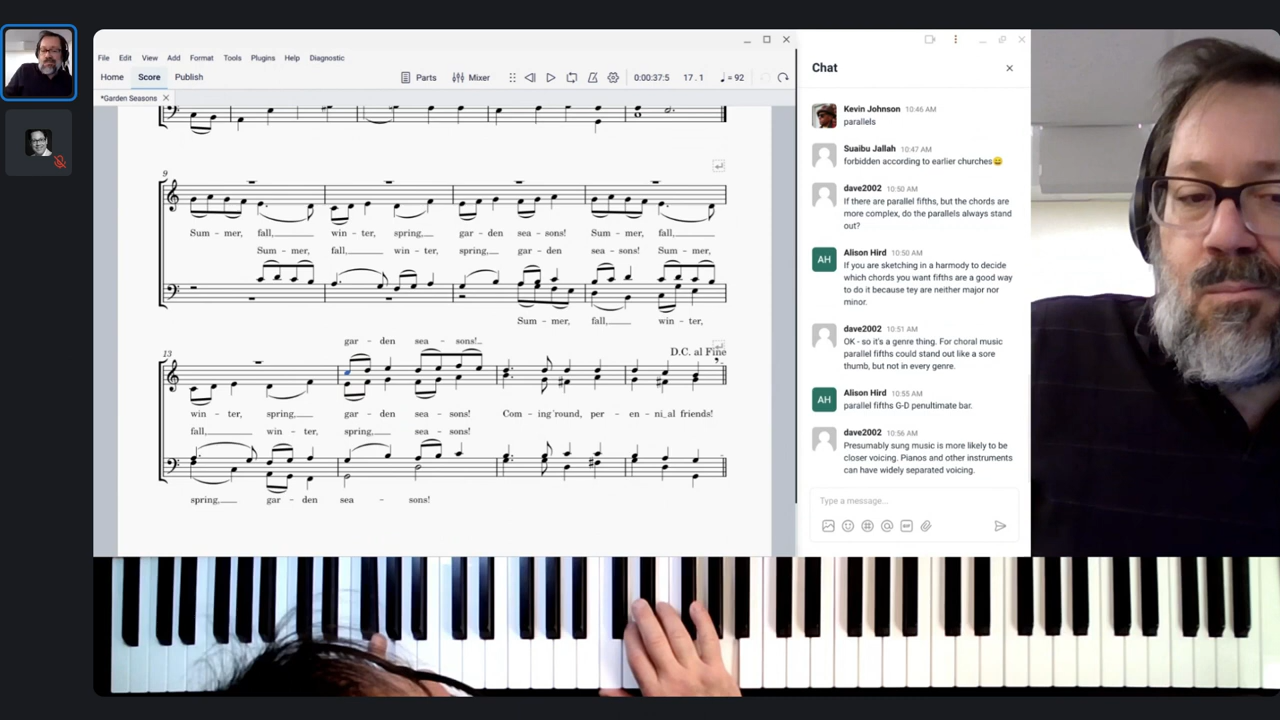 File Edit View Add Format Tools Plugins Help Diagnostic
Home Score Publish Parts Mixer 0:00:37:5 17 . 1 = 92
*Garden Seasons
9
Sum - mer, fall, win - ter, spring, gar - den sea - sons! Sum - mer, fall,
Sum - mer, fall, win - ter, spring, gar - den sea - sons! Sum - mer,
Sum - mer, fall, win - ter,
gar - den sea - sons!
D.C. al Fine
13
win - ter, spring, gar - den sea - sons! Com - ing 'round, per - en - ni_al friends!
fall, win - ter, spring, sea - sons!
spring, gar - den sea - sons!
Chat
Kevin Johnson 10:46 AM
parallels
Suaibu Jallah 10:47 AM
forbidden according to earlier churches😄
dave2002 10:50 AM
If there are parallel fifths, but the chords are
more complex, do the parallels always stand
out?
AH
Alison Hird 10:50 AM
If you are sketching in a harmody to decide
which chords you want fifths are a good way
to do it because tey are neither major nor
minor.
dave2002 10:51 AM
OK - so it's a genre thing. For choral music
parallel fifths could stand out like a sore
thumb, but not in every genre.
AH
Alison Hird 10:55 AM
parallel fifths G-D penultimate bar.
dave2002 10:56 AM
Presumably sung music is more likely to be
closer voicing. Pianos and other instruments
can have widely separated voicing.
Type a message...
GIF